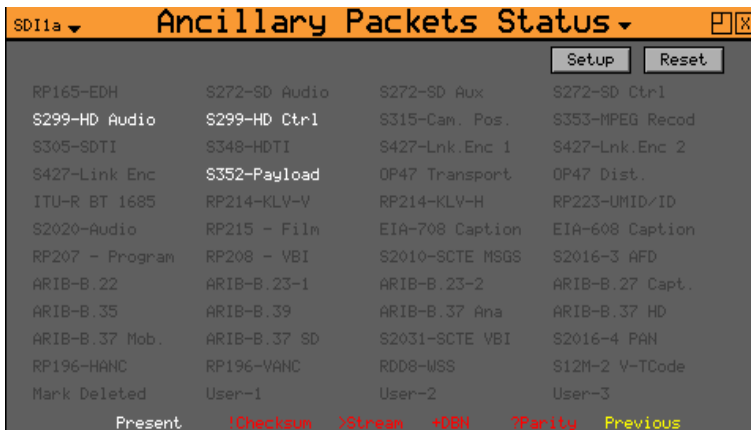 SDI1a Ancillary Packets Status
Setup Reset
RP165-EDH S272-SD Audio S272-SD Aux S272-SD Ctrl
S299-HD Audio S299-HD Ctrl S315-Cam. Pos. S353-MPEG Recod
S305-SDTI S348-HDTI S427-Lnk.Enc 1 S427-Lnk.Enc 2
S427-Link Enc S352-Payload OP47 Transport OP47 Dist.
ITU-R BT 1685 RP214-KLV-V RP214-KLV-H RP223-UMID/ID
S2020-Audio RP215 - Film EIA-708 Caption EIA-608 Caption
RP207 - Program RP208 - VBI S2010-SCTE MSGS S2016-3 AFD
ARIB-B.22 ARIB-B.23-1 ARIB-B.23-2 ARIB-B.27 Capt.
ARIB-B.35 ARIB-B.39 ARIB-B.37 Ana ARIB-B.37 HD
ARIB-B.37 Mob. ARIB-B.37 SD S2031-SCTE VBI S2016-4 PAN
RP196-HANC RP196-VANC RDD8-WSS S12M-2 V-TCode
Mark Deleted User-1 User-2 User-3
Present !Checksum >Stream +DBN ?Parity Previous